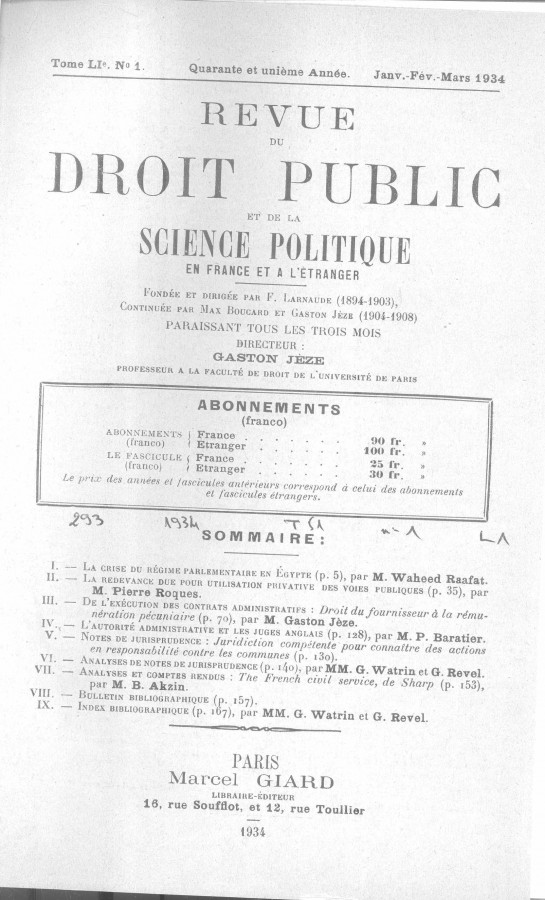 Tome LIe. No 1. Quarante et unième Année. Janv.-Fév.-Mars 1934
REVUE
DU
DROIT PUBLIC
ET DE LA
SCIENCE POLITIQUE
EN FRANCE ET A L'ÉTRANGER
FONDÉE ET DIRIGÉE PAR F. LARNAUDE (1894-1903),
CONTINUÉE PAR MAX BOUCARD ET GASTON JÈZE (1904-1908)
PARAISSANT TOUS LES TROIS MOIS
DIRECTEUR :
GASTON JÈZE
PROFESSEUR A LA FACULTÉ DE DROIT DE L'UNIVERSITÉ DE PARIS
ABONNEMENTS
(franco)
ABONNEMENTS (franco) { France . . . . . . 90 fr. »
Etranger . . . . . . 100 fr. »
LE FASCICULE (franco) { France . . . . . . 25 fr. »
Etranger . . . . . . 30 fr. »
Le prix des années et fascicules antérieurs correspond à celui des abonnements
et fascicules étrangers.
293 1934 T 51 n° 1 L1
SOMMAIRE :
I. — LA CRISE DU RÉGIME PARLEMENTAIRE EN ÉGYPTE (p. 5), par M. Waheed Raafat.
II. — LA REDEVANCE DUE POUR UTILISATION PRIVATIVE DES VOIES PUBLIQUES (p. 35), par
M. Pierre Roques.
III. — DE L'EXÉCUTION DES CONTRATS ADMINISTRATIFS : Droit du fournisseur à la rému-
nération pécuniaire (p. 70), par M. Gaston Jèze.
IV. — L'AUTORITÉ ADMINISTRATIVE ET LES JUGES ANGLAIS (p. 128), par M. P. Baratier.
V. — NOTES DE JURISPRUDENCE : Juridiction compétente pour connaître des actions
en responsabilité contre les communes (p. 130).
VI. — ANALYSES DE NOTES DE JURISPRUDENCE (p. 140), par MM. G. Watrin et G. Revel.
VII. — ANALYSES ET COMPTES RENDUS : The French civil service, de Sharp (p. 153),
par M. B. Akzin.
VIII. — BULLETIN BIBLIOGRAPHIQUE (p. 157).
IX. — INDEX BIBLIOGRAPHIQUE (p. 167), par MM. G. Watrin et G. Revel.
PARIS
Marcel GIARD
LIBRAIRE-ÉDITEUR
16, rue Soufflot, et 12, rue Toullier
1934